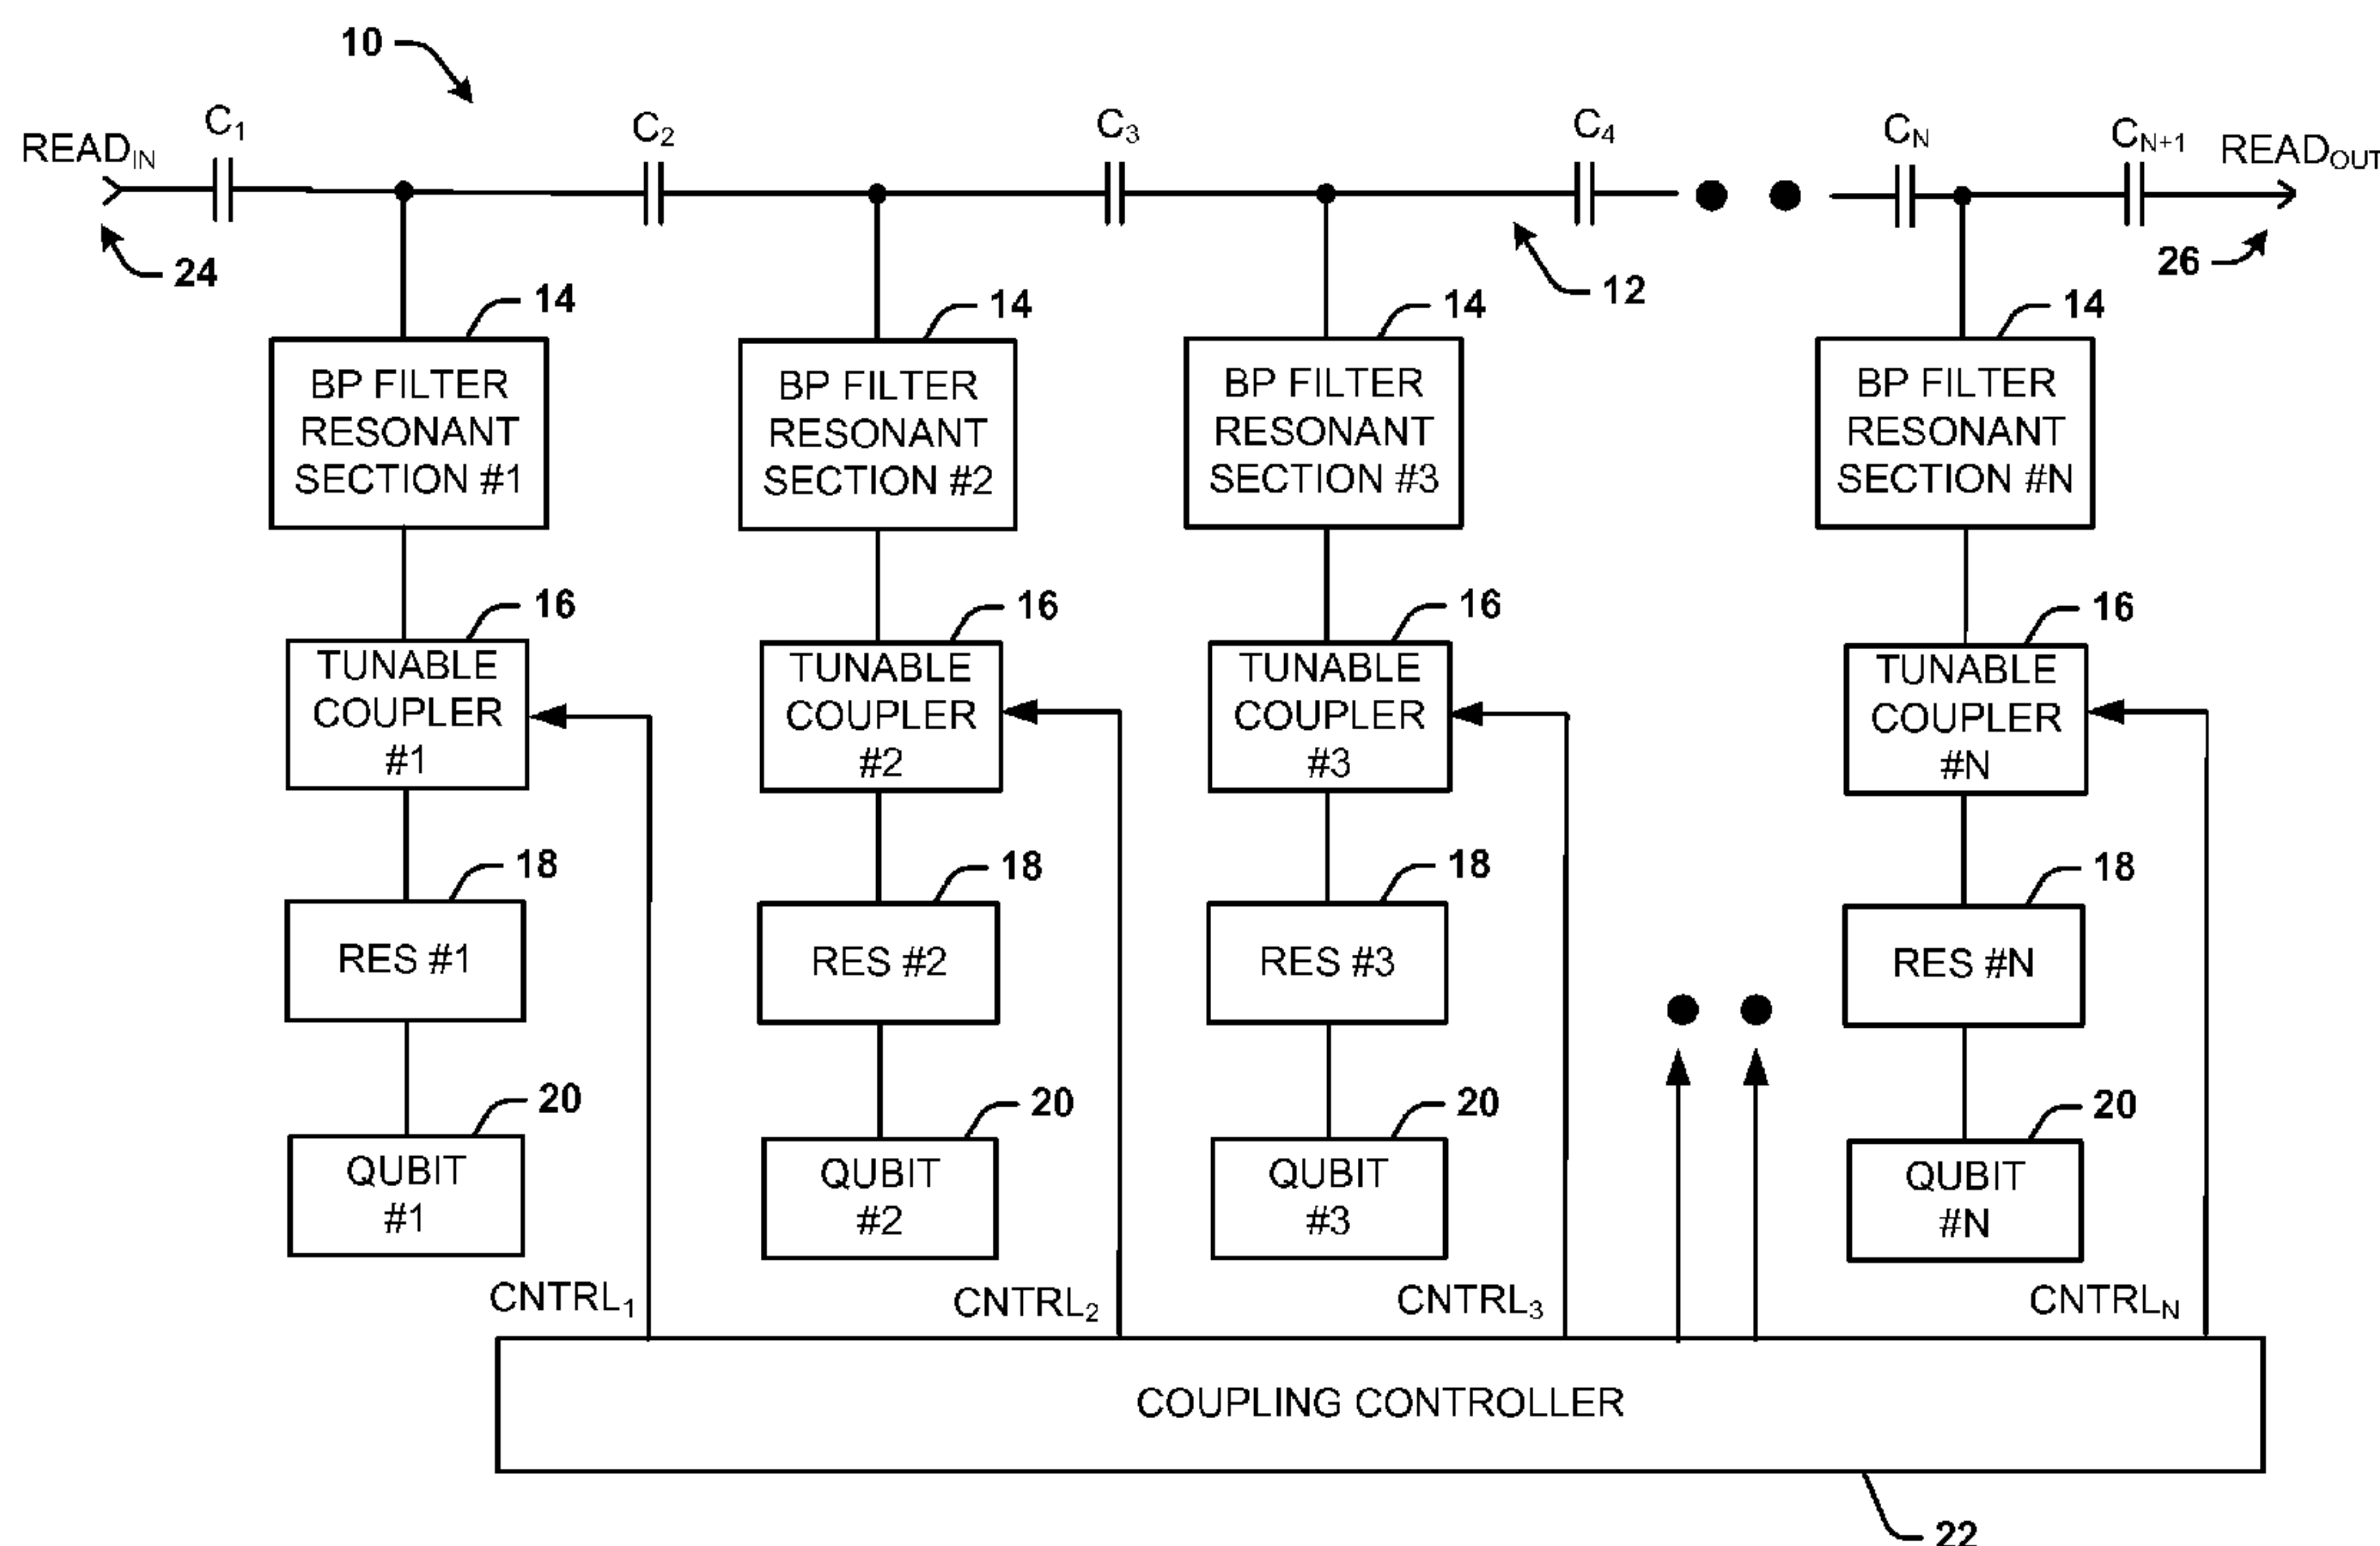 10
READIN
C1
C2
C3
C4
CN
CN+1
READOUT
24
12
26
14
14
14
14
BP FILTER
RESONANT
SECTION #1
BP FILTER
RESONANT
SECTION #2
BP FILTER
RESONANT
SECTION #3
BP FILTER
RESONANT
SECTION #N
16
16
16
16
TUNABLE
COUPLER
#1
TUNABLE
COUPLER
#2
TUNABLE
COUPLER
#3
TUNABLE
COUPLER
#N
18
18
18
18
RES #1
RES #2
RES #3
RES #N
20
20
20
20
QUBIT
#1
QUBIT
#2
QUBIT
#3
QUBIT
#N
CNTRL1
CNTRL2
CNTRL3
CNTRLN
COUPLING CONTROLLER
22